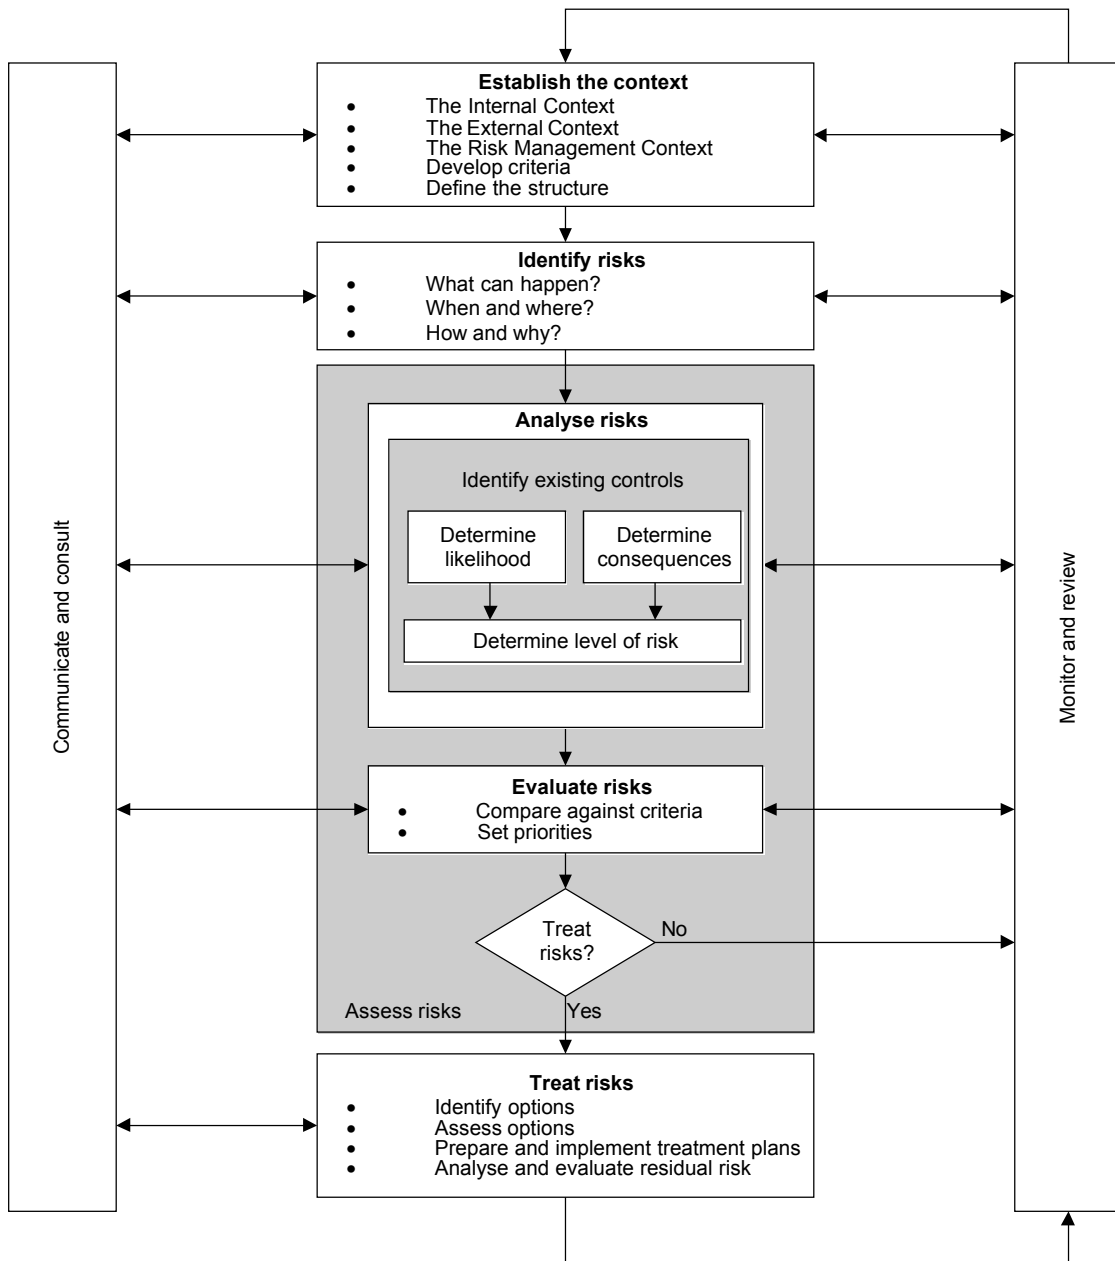 Establish the context
• The Internal Context
• The External Context
• The Risk Management Context
• Develop criteria
• Define the structure
Identify risks
• What can happen?
• When and where?
• How and why?
Analyse risks
Identify existing controls
Determine
likelihood
Determine
consequences
Determine level of risk
Communicate and consult
Monitor and review
Evaluate risks
• Compare against criteria
• Set priorities
Treat
risks?
No
Assess risks
Yes
Treat risks
• Identify options
• Assess options
• Prepare and implement treatment plans
• Analyse and evaluate residual risk